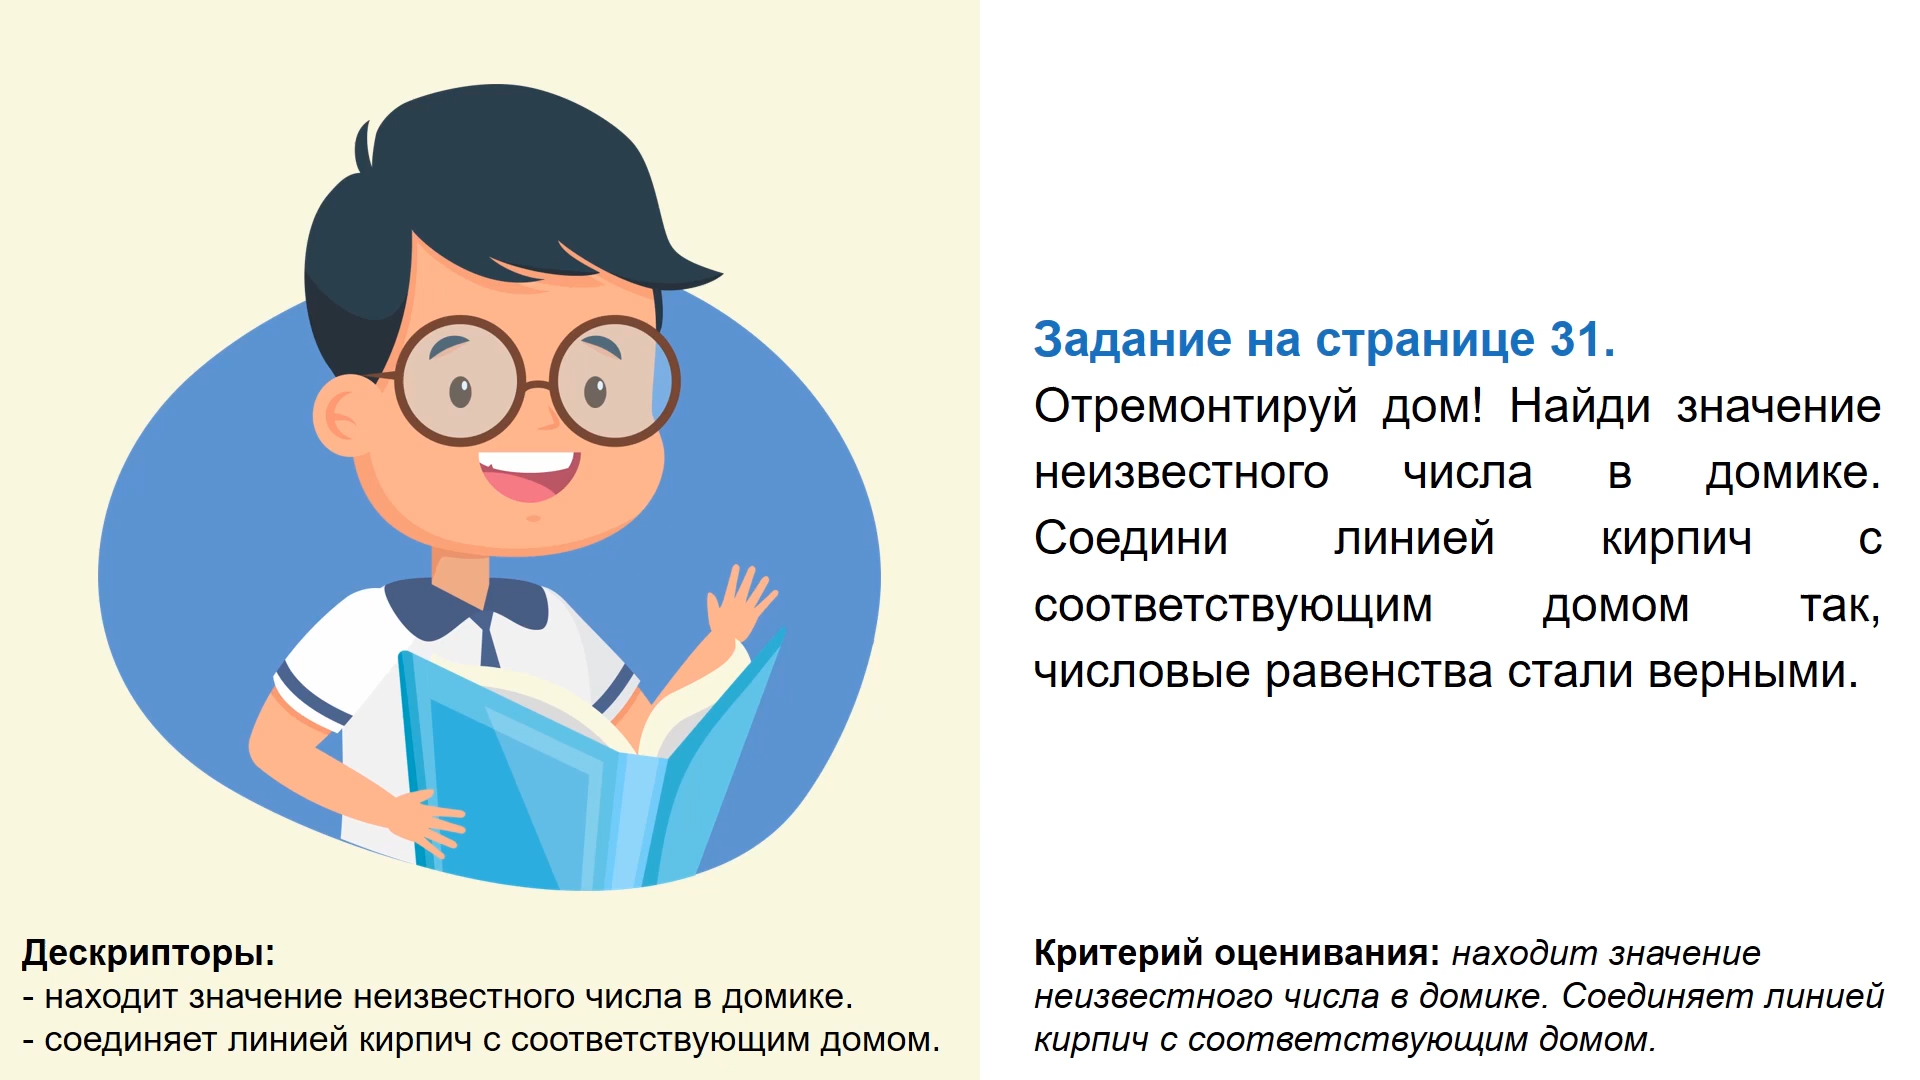 Задание на странице 31.
Отремонтируй дом! Найди значение
неизвестного числа в домике.
Соедини линией кирпич с
соответствующим домом так,
числовые равенства стали верными.
Дескрипторы:
- находит значение неизвестного числа в домике.
- соединяет линией кирпич с соответствующим домом.
Критерий оценивания: находит значение
неизвестного числа в домике. Соединяет линией
кирпич с соответствующим домом.